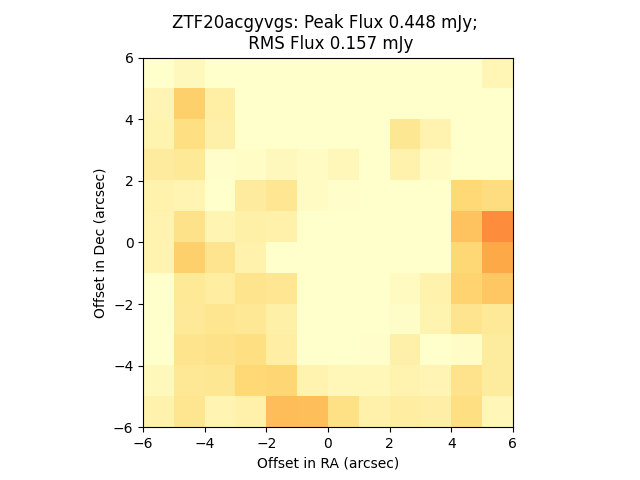 ZTF20acgyvgs: Peak Flux 0.448 mJy;
RMS Flux 0.157 mJy
6
4
2
0
−2
−4
−6
Offset in Dec (arcsec)
−6 −4 −2 0 2 4 6
Offset in RA (arcsec)